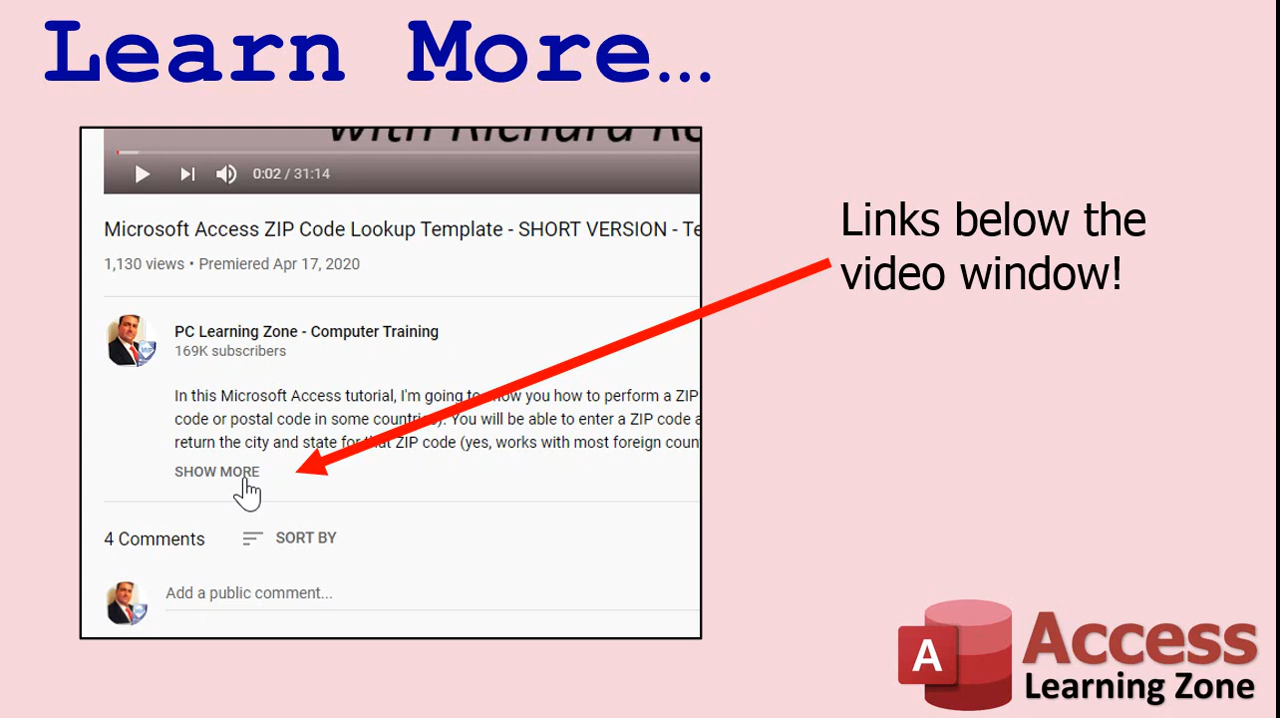 Learn More...
with Richard
0:02 / 31:14
Microsoft Access ZIP Code Lookup Template - SHORT VERSION - Te
1,130 views • Premiered Apr 17, 2020
PC Learning Zone - Computer Training
169K subscribers
In this Microsoft Access tutorial, I'm going to show you how to perform a ZIP
code or postal code in some countries). You will be able to enter a ZIP code a
return the city and state for that ZIP code (yes, works with most foreign coun
SHOW MORE
4 Comments SORT BY
Add a public comment...
Links below the
video window!
A
Access
Learning Zone